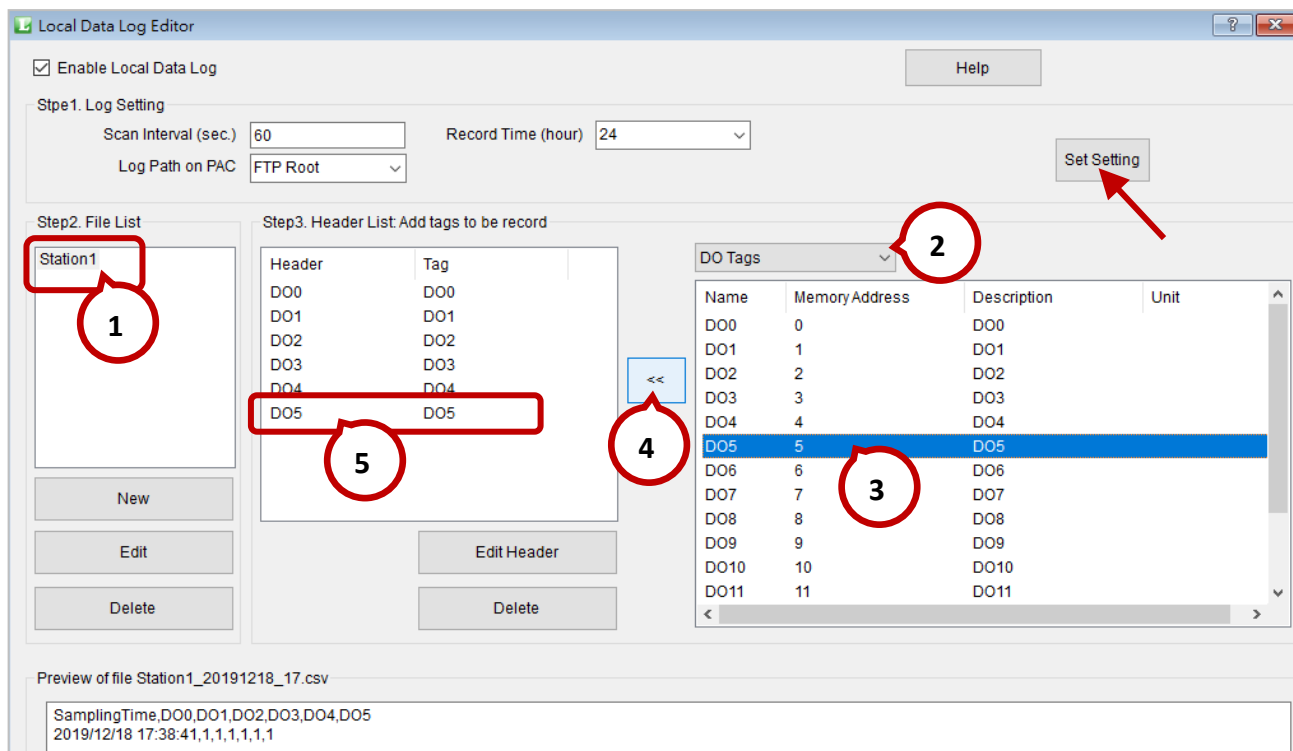 Local Data Log Editor
?
Enable Local Data Log
Help
Stpe1. Log Setting
Scan Interval (sec.) 60 Record Time (hour) 24
Log Path on PAC FTP Root
Set Setting
Step2. File List
Station1
1
New
Edit
Delete
Step3. Header List: Add tags to be record
Header Tag
DO0 DO0
DO1 DO1
DO2 DO2
DO3 DO3
DO4 DO4
DO5 DO5
5
Edit Header
Delete
<<
4
DO Tags
2
Name Memory Address Description Unit
DO0 0 DO0
DO1 1 DO1
DO2 2 DO2
DO3 3 DO3
DO4 4 DO4
DO5 5 DO5
DO6 6 DO6
DO7 7 DO7
DO8 8 DO8
DO9 9 DO9
DO10 10 DO10
DO11 11 DO11
3
Preview of file Station1_20191218_17.csv
SamplingTime,DO0,DO1,DO2,DO3,DO4,DO5
2019/12/18 17:38:41,1,1,1,1,1,1